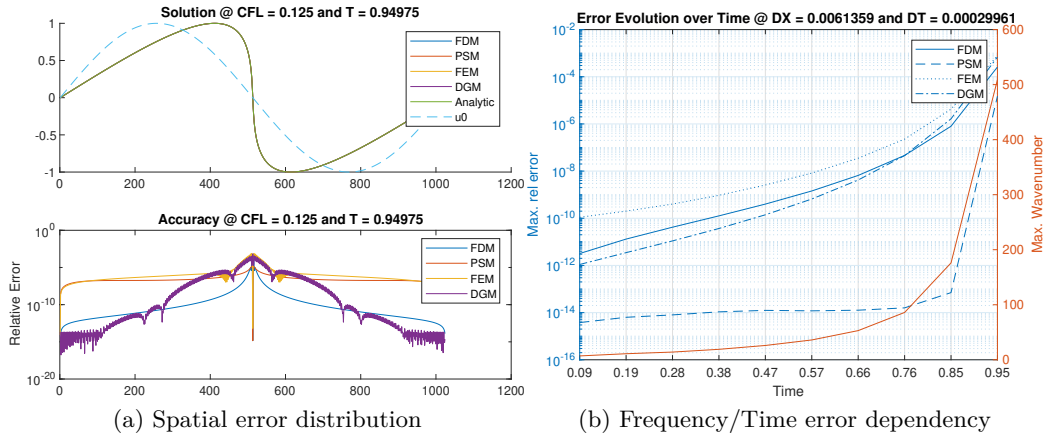 Solution @ CFL = 0.125 and T = 0.94975
1
0.5
0
-0.5
-1
0 200 400 600 800 1000 1200
FDM
PSM
FEM
DGM
Analytic
u0
Accuracy @ CFL = 0.125 and T = 0.94975
Relative Error
10^0
10^-10
10^-20
0 200 400 600 800 1000 1200
FDM
PSM
FEM
DGM
(a) Spatial error distribution
Error Evolution over Time @ DX = 0.0061359 and DT = 0.00029961
Max. rel error
10^-2
10^-4
10^-6
10^-8
10^-10
10^-12
10^-14
10^-16
FDM
PSM
FEM
DGM
600
500
400
300
200
100
0
Max. Wavenumber
0.09 0.19 0.28 0.38 0.47 0.57 0.66 0.76 0.85 0.95
Time
(b) Frequency/Time error dependency